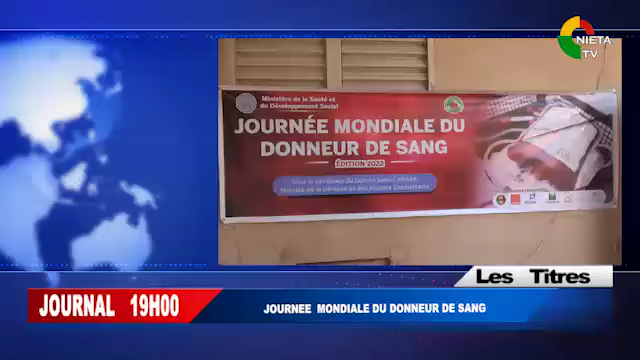 NIETA
TV
Ministère de la Santé et
du Développement Social
JOURNÉE MONDIALE DU
DONNEUR DE SANG
ÉDITION 2022
Les Titres
JOURNAL 19H00
JOURNEE MONDIALE DU DONNEUR DE SANG